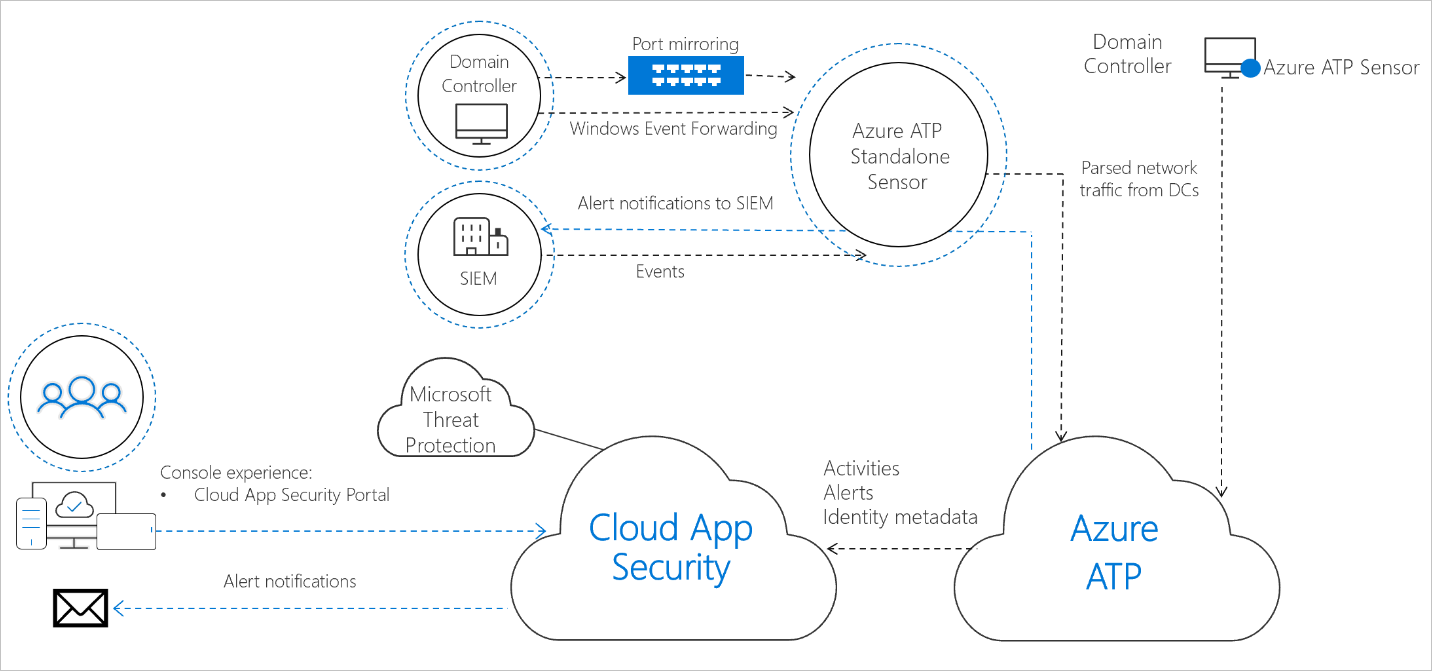 Domain
Controller
Port mirroring
Windows Event Forwarding
Azure ATP
Standalone
Sensor
Domain
Controller
Azure ATP Sensor
Parsed network
traffic from DCs
Alert notifications to SIEM
SIEM
Events
Microsoft
Threat
Protection
Console experience:
• Cloud App Security Portal
Alert notifications
Cloud App
Security
Activities
Alerts
Identity metadata
Azure
ATP